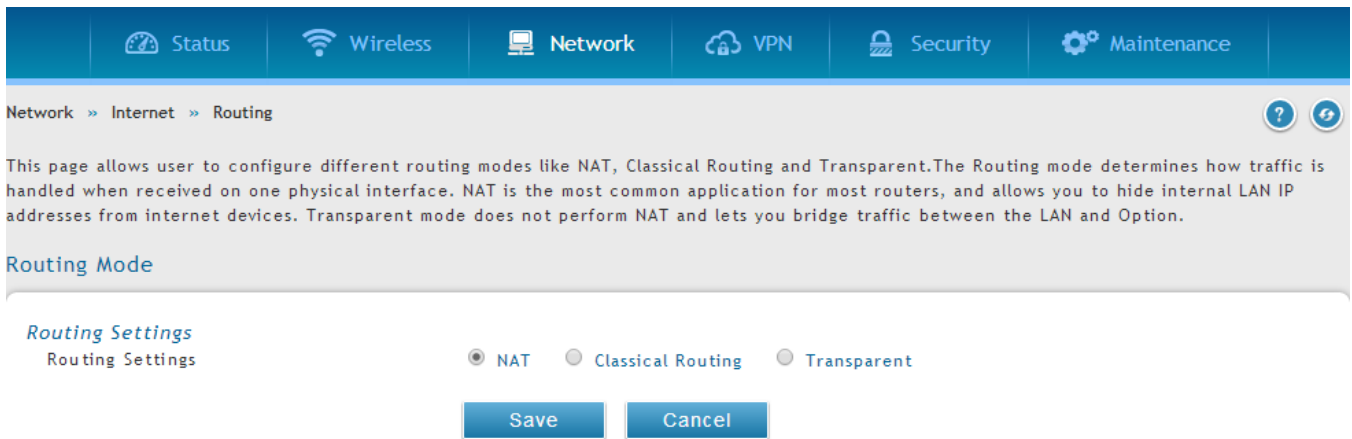 Status Wireless Network VPN Security Maintenance
Network » Internet » Routing
This page allows user to configure different routing modes like NAT, Classical Routing and Transparent.The Routing mode determines how traffic is
handled when received on one physical interface. NAT is the most common application for most routers, and allows you to hide internal LAN IP
addresses from internet devices. Transparent mode does not perform NAT and lets you bridge traffic between the LAN and Option.
Routing Mode
Routing Settings
Routing Settings NAT Classical Routing Transparent
Save Cancel